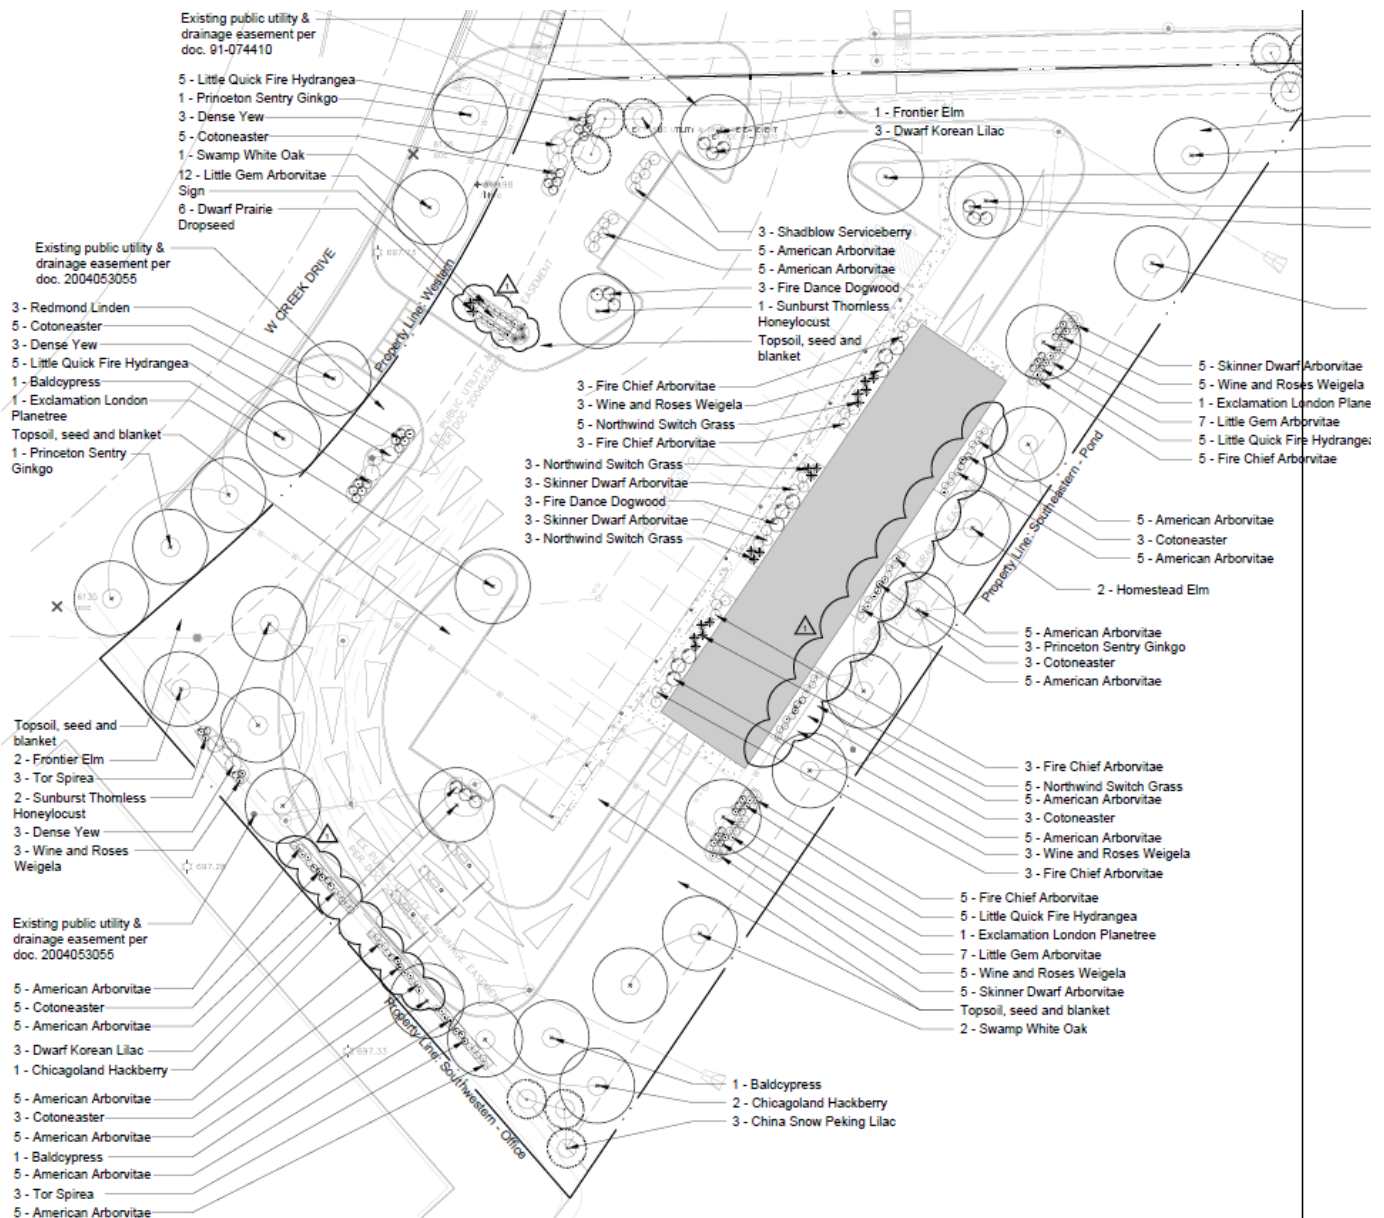 Existing public utility &
drainage easement per
doc. 91-074410
5 - Little Quick Fire Hydrangea
1 - Princeton Sentry Ginkgo
3 - Dense Yew
5 - Cotoneaster
1 - Swamp White Oak
12 - Little Gem Arborvitae
Sign
6 - Dwarf Prairie
Dropseed
Existing public utility &
drainage easement per
doc. 2004053055
3 - Redmond Linden
5 - Cotoneaster
3 - Dense Yew
5 - Little Quick Fire Hydrangea
1 - Baldcypress
1 - Exclamation London
Planetree
Topsoil, seed and blanket
1 - Princeton Sentry
Ginkgo
W CREEK DRIVE
Property Line: Western
697.23
1
1 - Frontier Elm
3 - Dwarf Korean Lilac
3 - Shadblow Serviceberry
5 - American Arborvitae
5 - American Arborvitae
3 - Fire Dance Dogwood
1 - Sunburst Thornless
Honeylocust
Topsoil, seed and
blanket
3 - Fire Chief Arborvitae
3 - Wine and Roses Weigela
5 - Northwind Switch Grass
3 - Fire Chief Arborvitae
3 - Northwind Switch Grass
3 - Skinner Dwarf Arborvitae
3 - Fire Dance Dogwood
3 - Skinner Dwarf Arborvitae
3 - Northwind Switch Grass
5 - Skinner Dwarf Arborvitae
5 - Wine and Roses Weigela
1 - Exclamation London Plane
7 - Little Gem Arborvitae
5 - Little Quick Fire Hydrangea
5 - Fire Chief Arborvitae
Property Line: Southeastern - Pond
5 - American Arborvitae
3 - Cotoneaster
5 - American Arborvitae
2 - Homestead Elm
5 - American Arborvitae
3 - Princeton Sentry Ginkgo
3 - Cotoneaster
5 - American Arborvitae
1
3 - Fire Chief Arborvitae
5 - Northwind Switch Grass
5 - American Arborvitae
3 - Cotoneaster
5 - American Arborvitae
3 - Wine and Roses Weigela
3 - Fire Chief Arborvitae
5 - Fire Chief Arborvitae
5 - Little Quick Fire Hydrangea
1 - Exclamation London Planetree
7 - Little Gem Arborvitae
5 - Wine and Roses Weigela
5 - Skinner Dwarf Arborvitae
Topsoil, seed and blanket
2 - Swamp White Oak
Topsoil, seed and
blanket
2 - Frontier Elm
3 - Tor Spirea
2 - Sunburst Thornless
Honeylocust
3 - Dense Yew
3 - Wine and Roses
Weigela
697.28
1
Existing public utility &
drainage easement per
doc. 2004053055
5 - American Arborvitae
5 - Cotoneaster
5 - American Arborvitae
3 - Dwarf Korean Lilac
1 - Chicagoland Hackberry
5 - American Arborvitae
3 - Cotoneaster
5 - American Arborvitae
1 - Baldcypress
5 - American Arborvitae
3 - Tor Spirea
5 - American Arborvitae
697.33
Property Line: Southwestern - Office
1 - Baldcypress
2 - Chicagoland Hackberry
3 - China Snow Peking Lilac